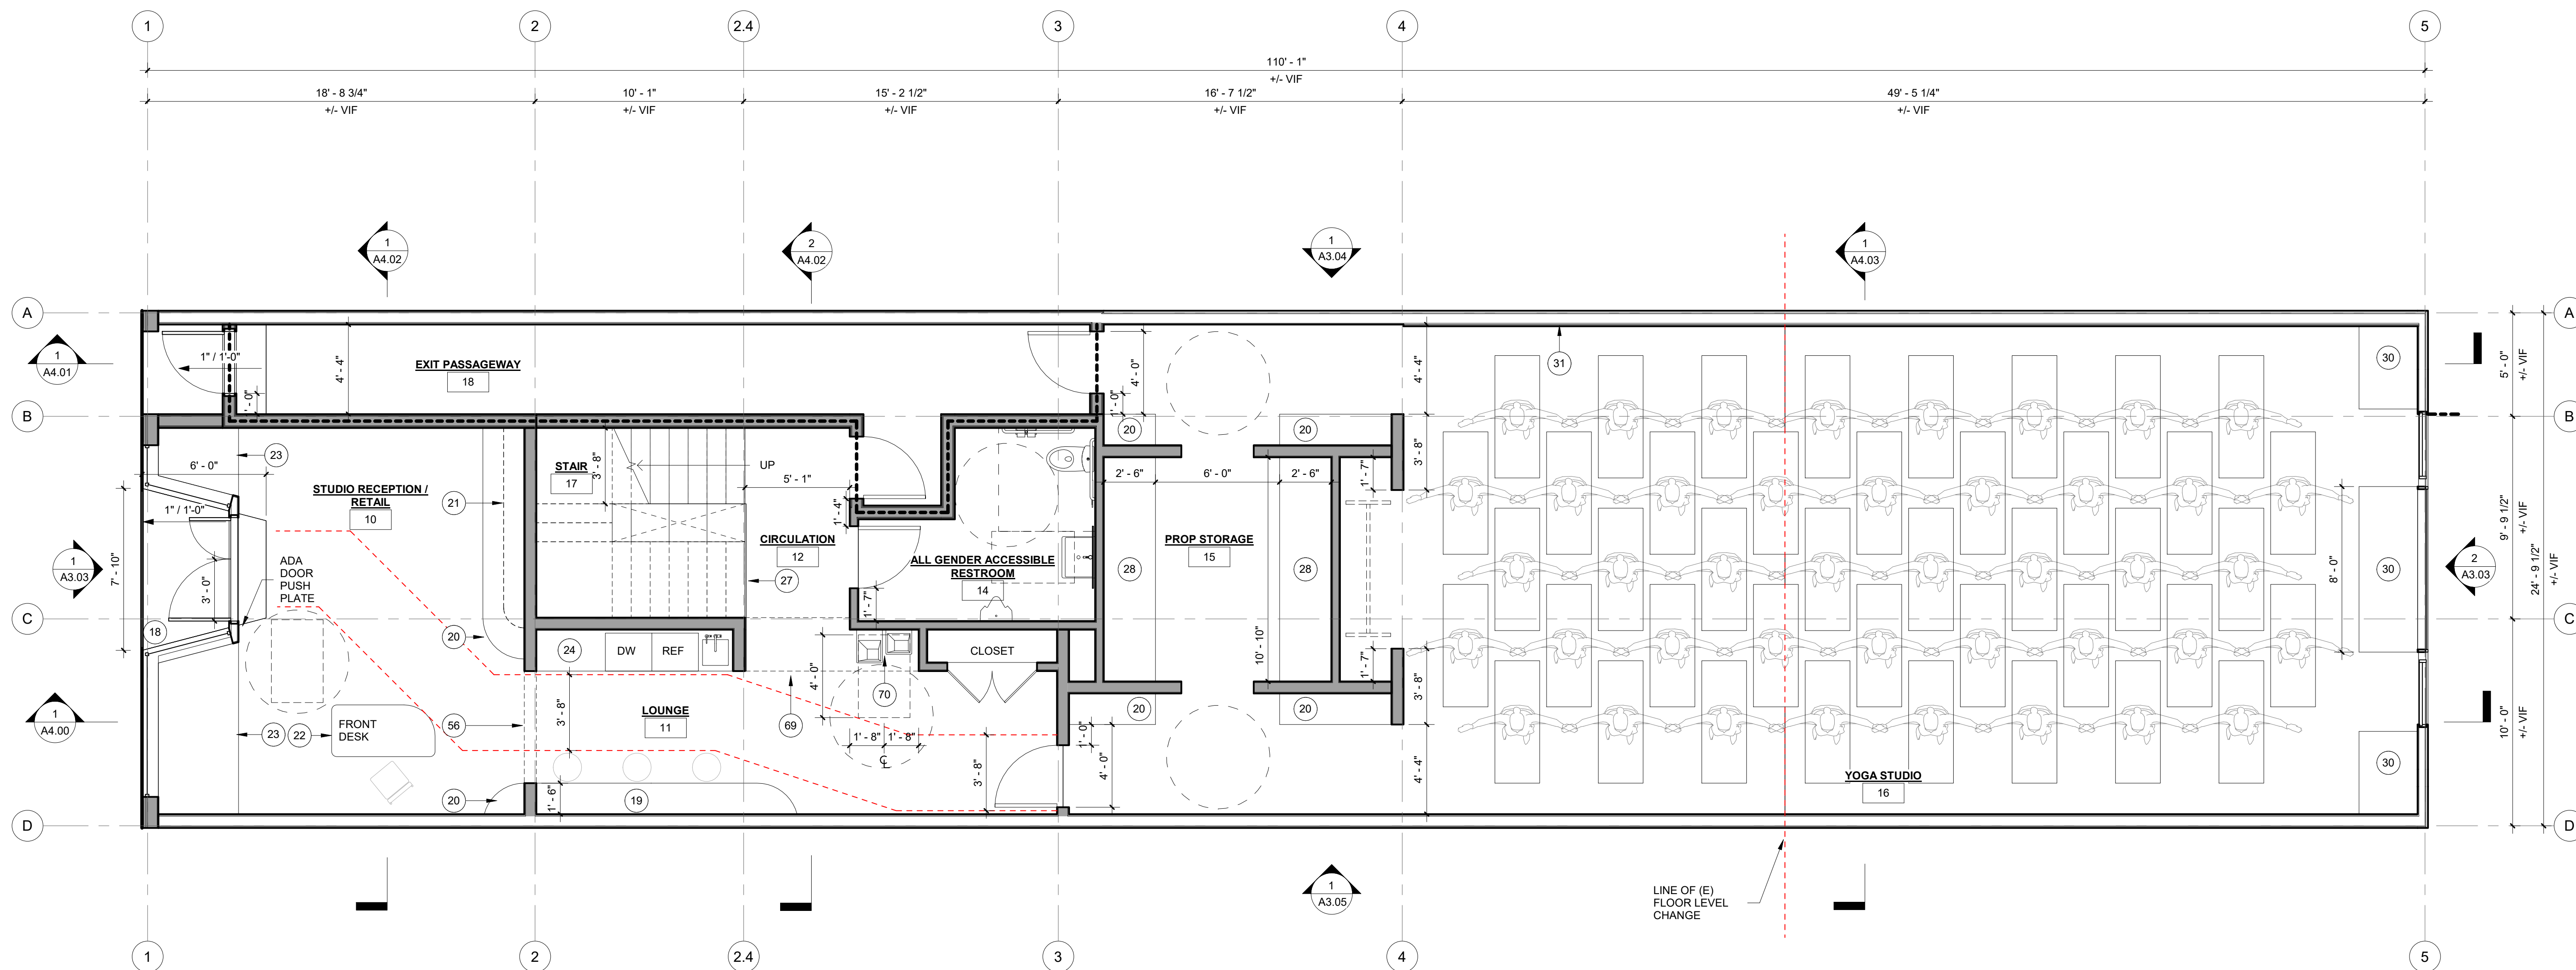 1
2
2.4
3
4
5
110' - 1"
+/- VIF
18' - 8 3/4"
10' - 1"
15' - 2 1/2"
16' - 7 1/2"
49' - 5 1/4"
+/- VIF
+/- VIF
+/- VIF
+/- VIF
+/- VIF
1
A4.02
2
A4.02
1
A3.04
1
A4.03
A
A
1
A4.01
1" / 1'-0"
4' - 4"
EXIT PASSAGEWAY
18
1' - 0"
1' - 0"
4' - 0"
4' - 4"
31
30
5' - 0"
+/- VIF
B
B
20
20
6' - 0"
23
STUDIO RECEPTION /
RETAIL
10
21
STAIR
17
3' - 8"
UP
5' - 1"
1' - 4"
2' - 6"
6' - 0"
2' - 6"
1' - 7"
3' - 8"
1" / 1'-0"
1
A3.03
7' - 10"
3' - 0"
ADA
DOOR
PUSH
PLATE
CIRCULATION
12
27
ALL GENDER ACCESSIBLE
RESTROOM
14
1' - 7"
PROP STORAGE
15
28
28
30
8' - 0"
9' - 9 1/2"
+/- VIF
24' - 9 1/2"
+/- VIF
2
A3.03
C
C
18
20
24
DW
REF
CLOSET
4' - 0"
70
10' - 10"
1' - 7"
3' - 8"
1
A4.00
23
22
FRONT
DESK
56
3' - 8"
LOUNGE
11
69
1' - 8"
1' - 8"
CL
20
20
1' - 0"
3' - 8"
4' - 0"
4' - 4"
10' - 0"
+/- VIF
YOGA STUDIO
16
30
20
1' - 6"
19
D
D
1
A3.05
LINE OF (E)
FLOOR LEVEL
CHANGE
1
2
2.4
3
4
5